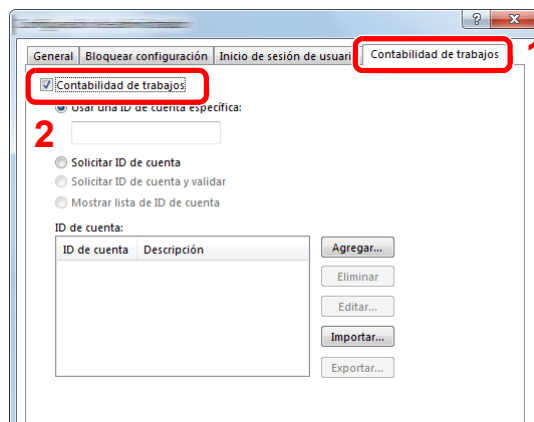 General Bloquear configuración Inicio de sesión de usuari Contabilidad de trabajos
Contabilidad de trabajos
Usar una ID de cuenta específica:
2
Solicitar ID de cuenta
Solicitar ID de cuenta y validar
Mostrar lista de ID de cuenta
ID de cuenta:
ID de cuenta Descripción
Agregar...
Eliminar
Editar...
Importar...
Exportar...